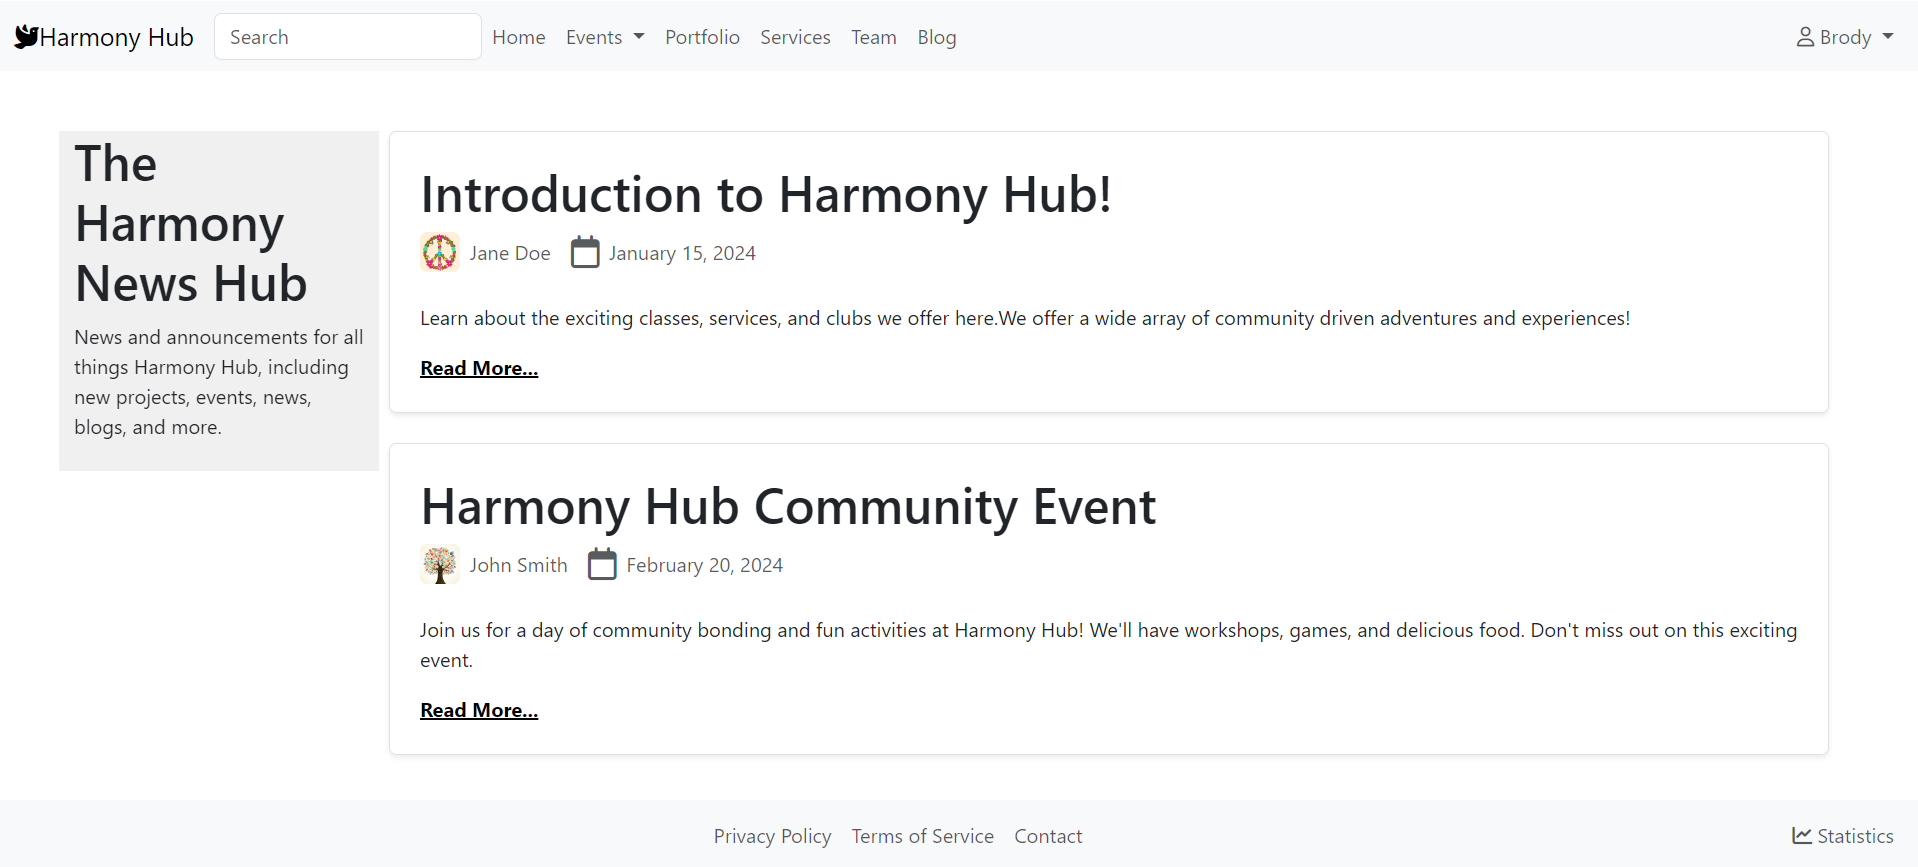 Harmony Hub Search Home Events Portfolio Services Team Blog Brody
The
Harmony
News Hub
News and announcements for all
things Harmony Hub, including
new projects, events, news,
blogs, and more.
Introduction to Harmony Hub!
Jane Doe January 15, 2024
Learn about the exciting classes, services, and clubs we offer here.We offer a wide array of community driven adventures and experiences!
Read More...
Harmony Hub Community Event
John Smith February 20, 2024
Join us for a day of community bonding and fun activities at Harmony Hub! We'll have workshops, games, and delicious food. Don't miss out on this exciting
event.
Read More...
Privacy Policy Terms of Service Contact Statistics